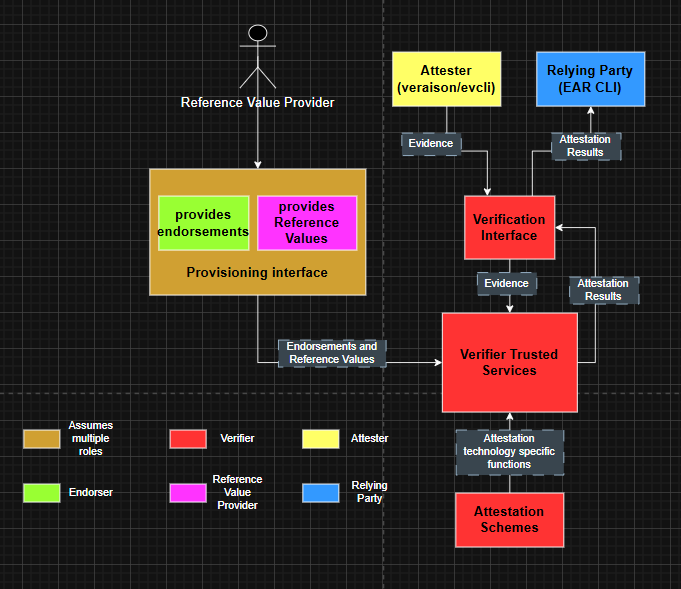 Reference Value Provider
Attester
(veraison/evcli)
Relying Party
(EAR CLI)
Evidence
Attestation
Results
provides
endorsements
provides
Reference
Values
Provisioning interface
Verification
Interface
Evidence
Attestation
Results
Endorsements and
Reference Values
Verifier Trusted
Services
Attestation
technology specific
functions
Attestation
Schemes
Assumes
multiple
roles
Verifier
Attester
Endorser
Reference
Value
Provider
Relying
Party